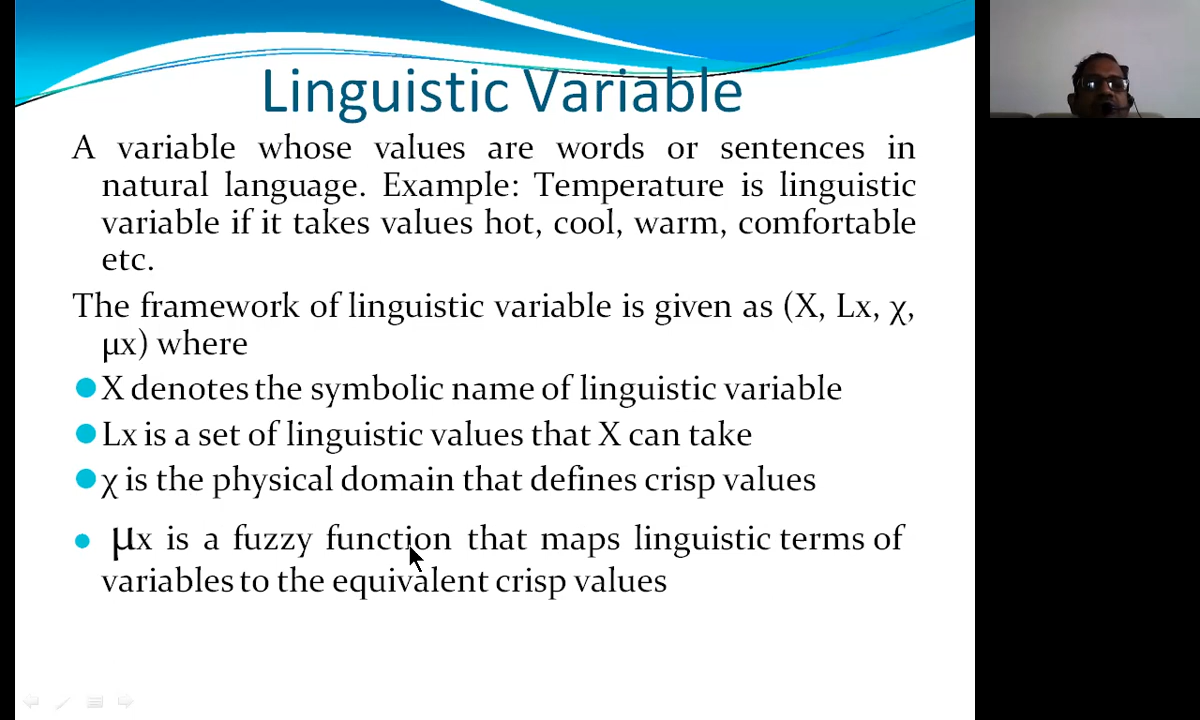 Linguistic Variable
A variable whose values are words or sentences in
natural language. Example: Temperature is linguistic
variable if it takes values hot, cool, warm, comfortable
etc.
The framework of linguistic variable is given as (X, Lx, χ,
μx) where
X denotes the symbolic name of linguistic variable
Lx is a set of linguistic values that X can take
χ is the physical domain that defines crisp values
μx is a fuzzy function that maps linguistic terms of
variables to the equivalent crisp values